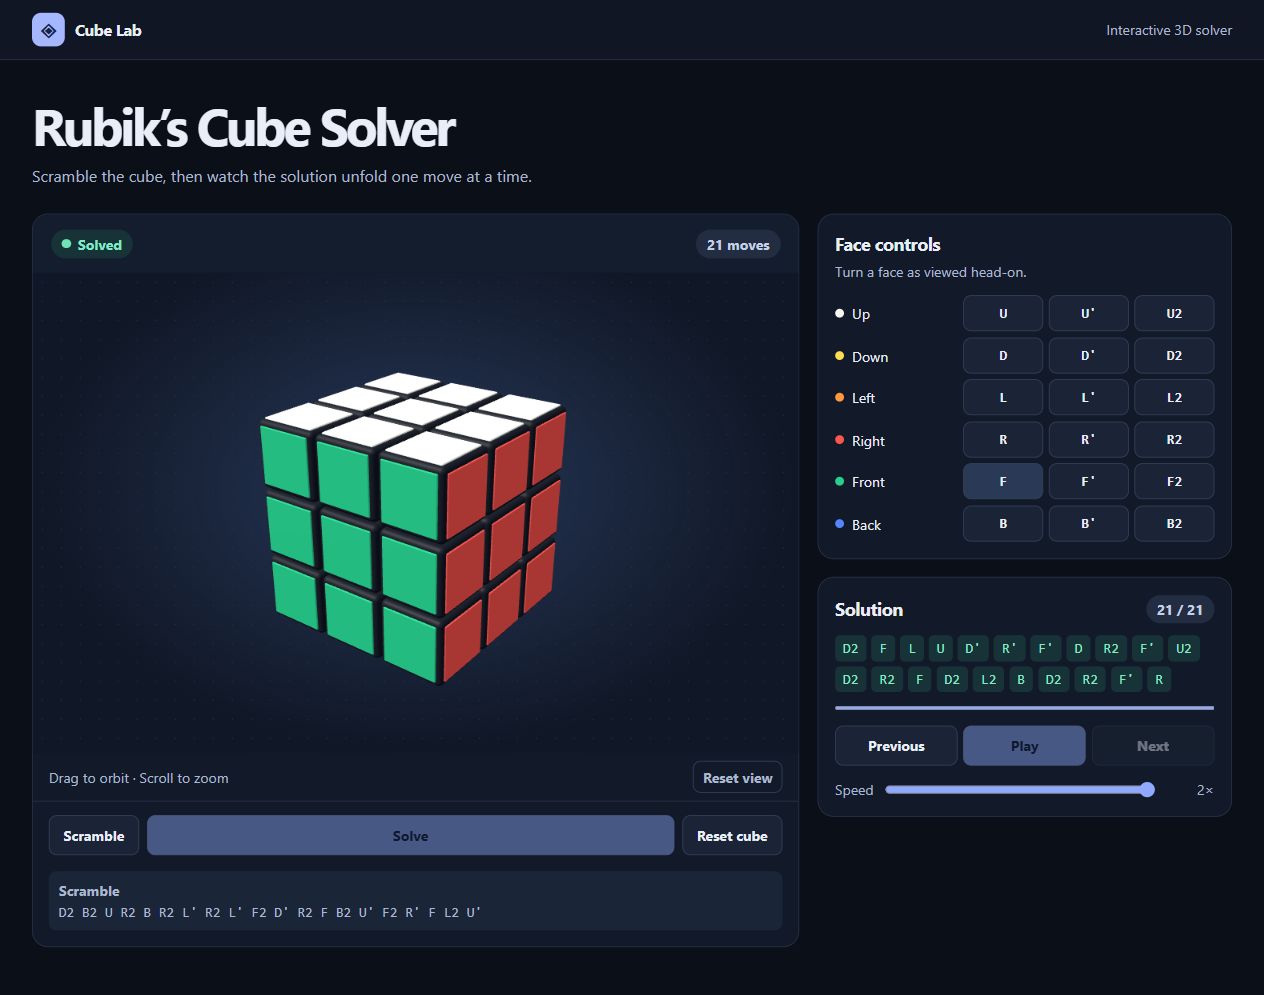 Cube Lab
Interactive 3D solver
Rubik’s Cube Solver
Scramble the cube, then watch the solution unfold one move at a time.
Solved
21 moves
Drag to orbit · Scroll to zoom
Reset view
Scramble
Solve
Reset cube
Scramble
D2 B2 U R2 B R2 L' R2 L' F2 D' R2 F B2 U' F2 R' F L2 U'
Face controls
Turn a face as viewed head-on.
Up U U' U2
Down D D' D2
Left L L' L2
Right R R' R2
Front F F' F2
Back B B' B2
Solution
21 / 21
D2 F L U D' R' F' D R2 F' U2
D2 R2 F D2 L2 B D2 R2 F' R
Previous Play Next
Speed 2×